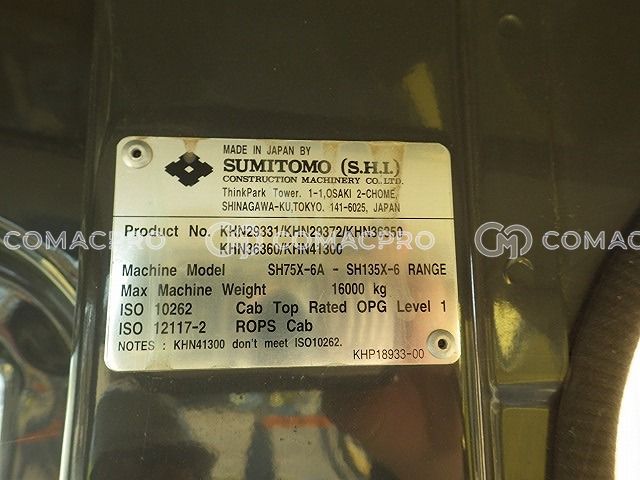 MADE IN JAPAN BY
SUMITOMO (S.H.I.)
CONSTRUCTION MACHINERY CO.,LTD.
ThinkPark Tower. 1-1,OSAKI 2-CHOME,
SHINAGAWA-KU,TOKYO. 141-6025, JAPAN
Product No. KHN29331/KHN29372/KHN36350
KHN36360/KHN41300
Machine Model SH75X-6A - SH135X-6 RANGE
Max Machine Weight 16000 kg
ISO 10262 Cab Top Rated OPG Level 1
ISO 12117-2 ROPS Cab
NOTES : KHN41300 don't meet ISO10262.
KHP18933-00
COMACPRO
COMACPRO
COMACPRO